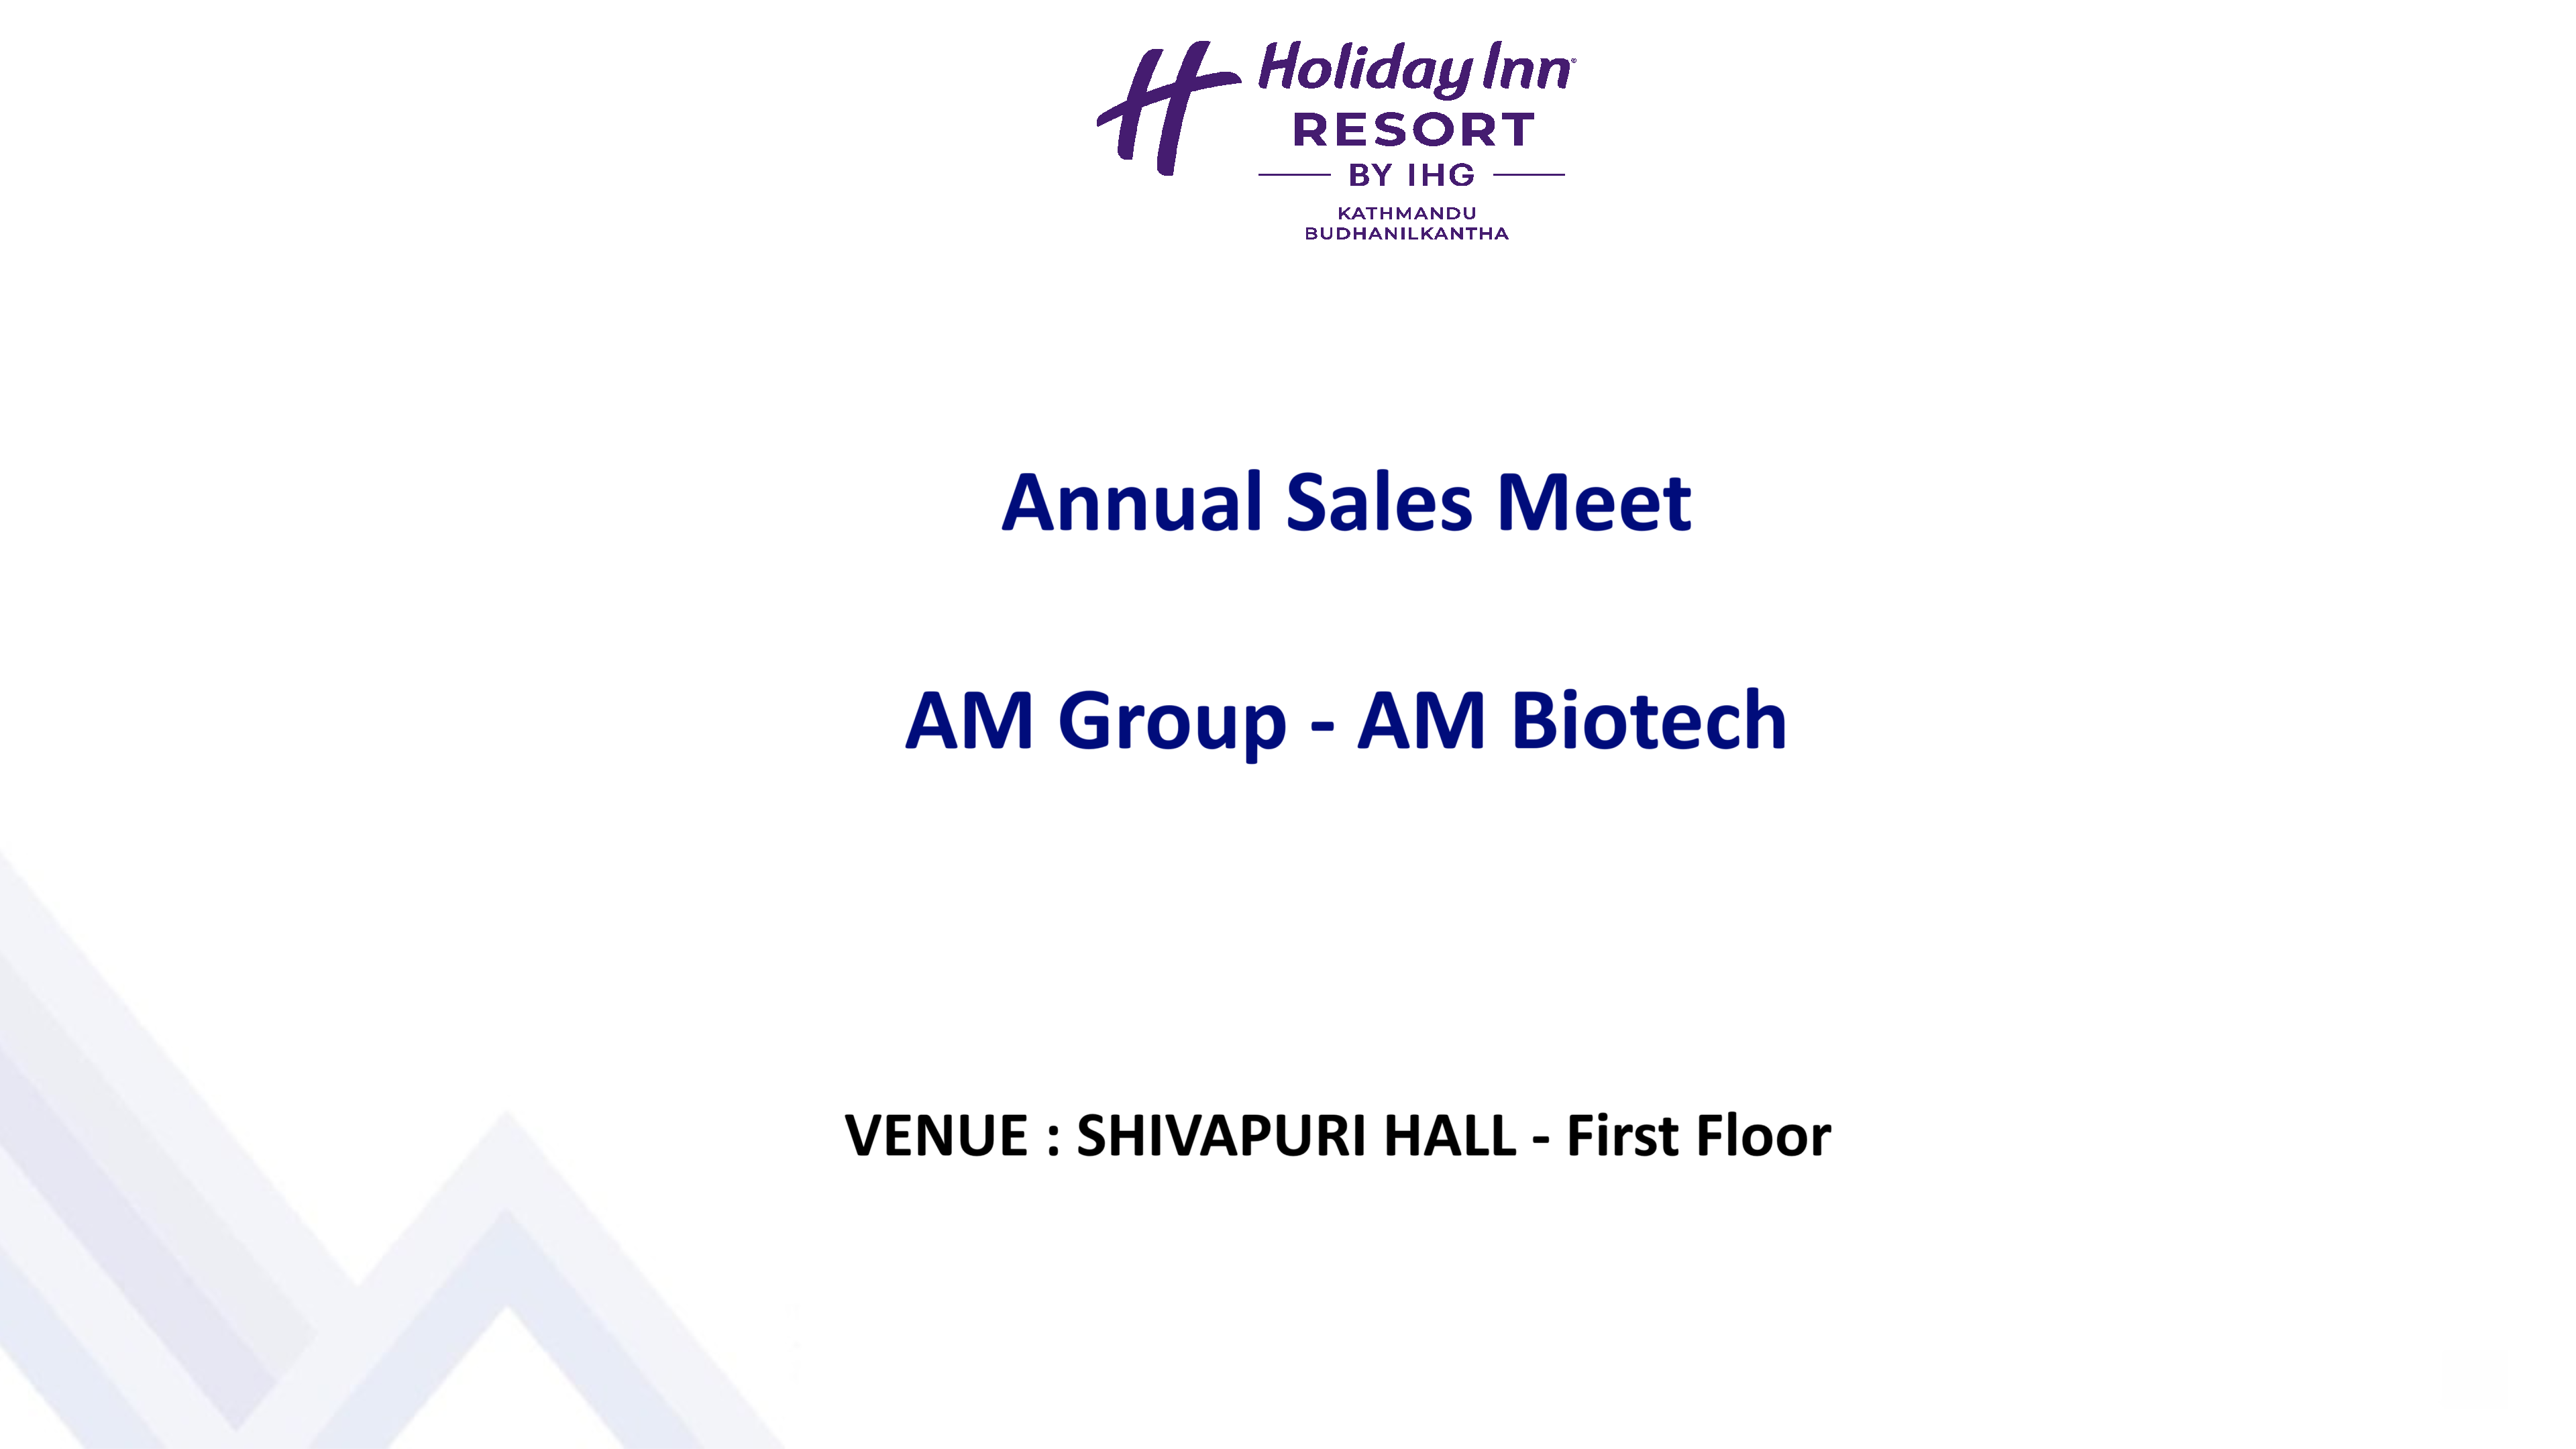 Holiday Inn
RESORT
BY IHG
KATHMANDU
BUDHANILKANTHA
Annual Sales Meet
AM Group - AM Biotech
VENUE : SHIVAPURI HALL - First Floor